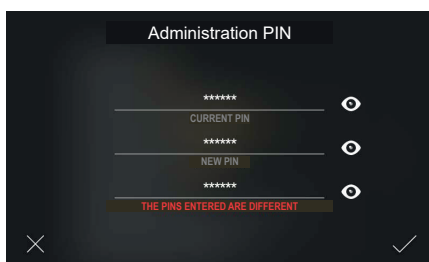 Administration PIN
******
CURRENT PIN
******
NEW PIN
******
THE PINS ENTERED ARE DIFFERENT